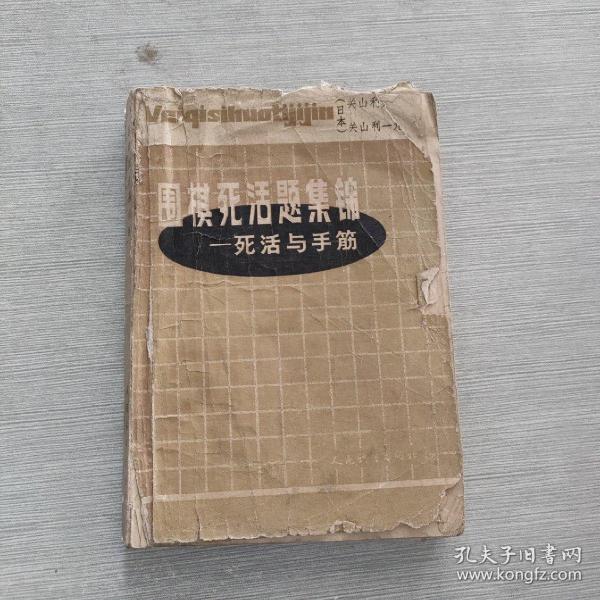 Weiqisihuotijijin
(日本)
关山利
关山利一
围棋死活题集锦
—死活与手筋
孔夫子旧书网
www.kongfz.com